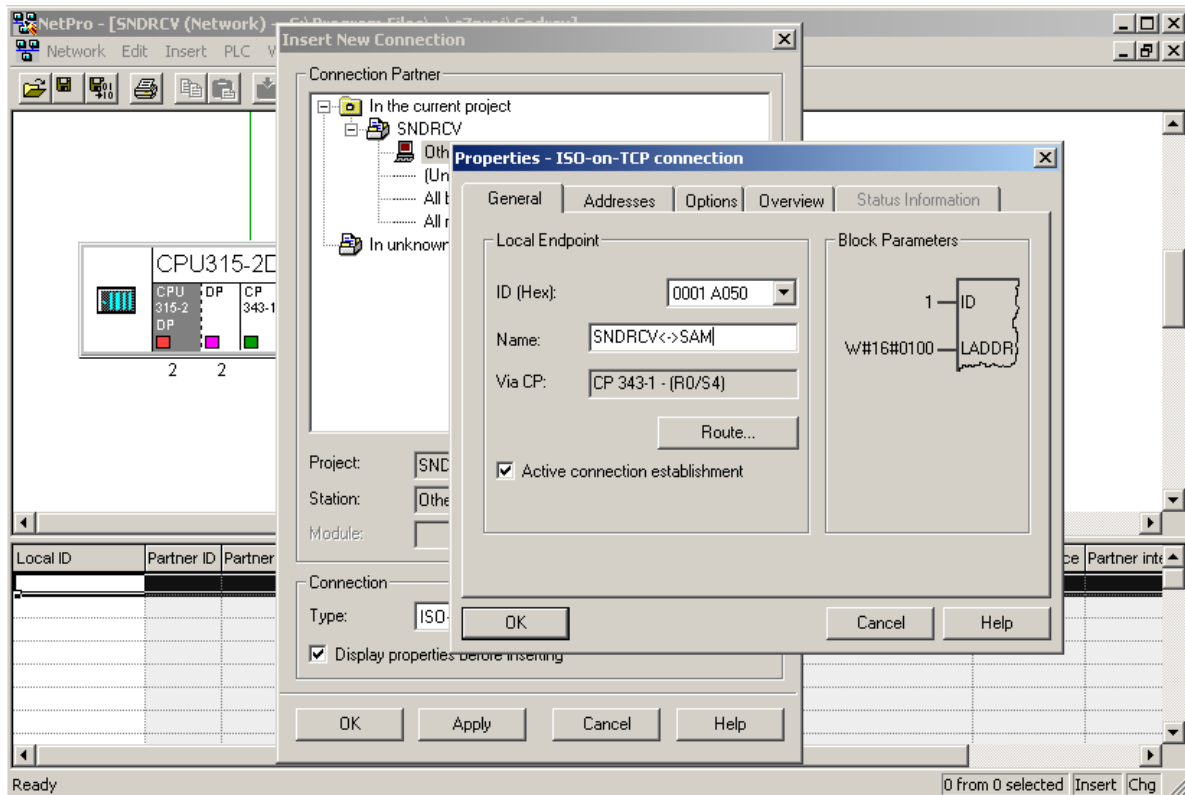 NetPro - [SNDRCV (Network) -
Network Edit Insert PLC
Insert New Connection
Connection Partner
In the current project
SNDRCV
Oth
(Un
All b
All
In unknown
CPU315-2D
CPU DP CP
315-2 343-1
DP
2 2
Project: SND
Station: Othe
Module:
Connection
Type: ISO-
Display properties before inserting
OK Apply Cancel Help
Properties - ISO-on-TCP connection
General Addresses Options Overview Status Information
Local Endpoint
ID (Hex): 0001 A050
Name: SNDRCV<->SAM
Via CP: CP 343-1 - (R0/S4)
Route...
Active connection establishment
Block Parameters
1 ID
W#16#0100 LADDR
OK Cancel Help
Local ID Partner ID Partner ce Partner inte
Ready 0 from 0 selected Insert Chg